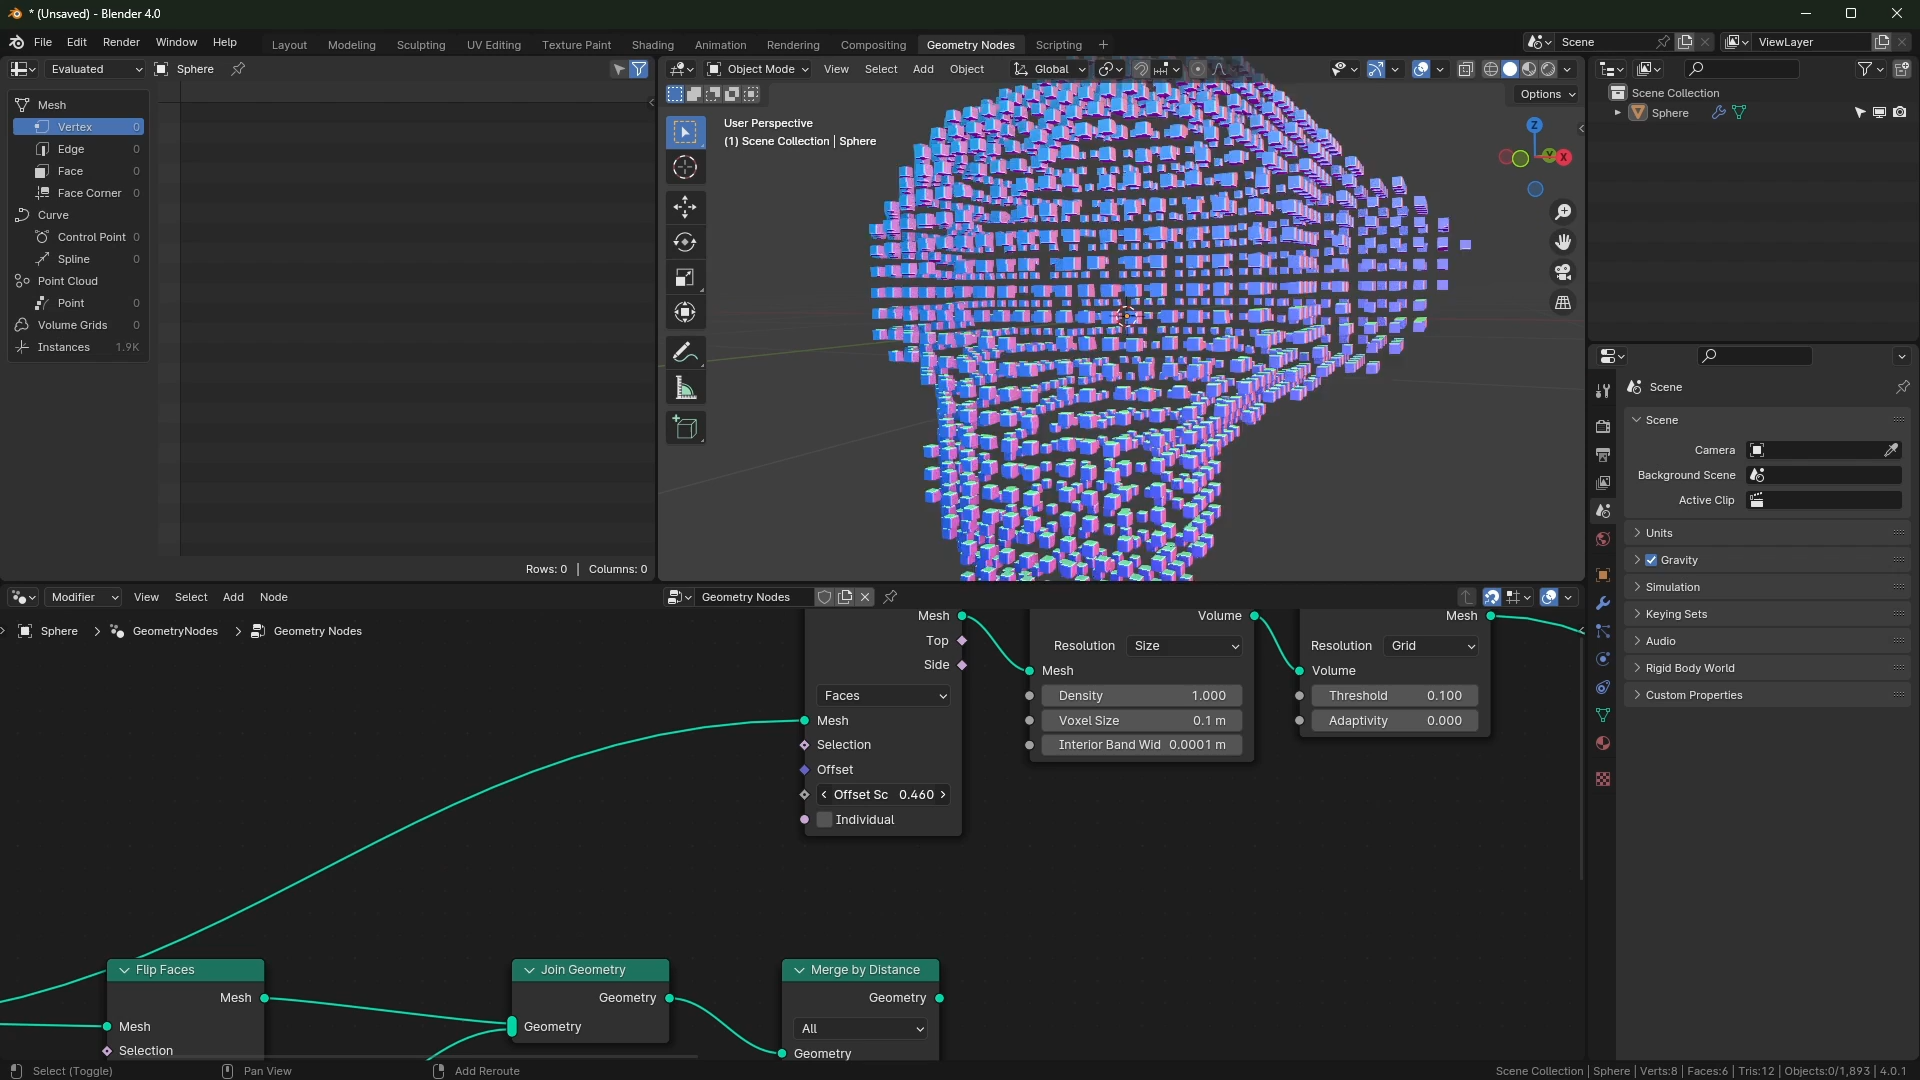 * (Unsaved) - Blender 4.0
File Edit Render Window Help
Layout Modeling Sculpting UV Editing Texture Paint Shading Animation Rendering Compositing Geometry Nodes Scripting +
Scene
ViewLayer
Evaluated
Sphere
Mesh
Vertex 0
Edge 0
Face 0
Face Corner 0
Curve
Control Point 0
Spline 0
Point Cloud
Point 0
Volume Grids 0
Instances 1.9K
Rows: 0 | Columns: 0
Object Mode View Select Add Object Global
Options
User Perspective
(1) Scene Collection | Sphere
Z
Y
X
Scene Collection
Sphere
Scene
Scene
Camera
Background Scene
Active Clip
Units
Gravity
Simulation
Keying Sets
Audio
Rigid Body World
Custom Properties
Modifier View Select Add Node
Geometry Nodes
Sphere > GeometryNodes > Geometry Nodes
Mesh
Top
Side
Faces
Mesh
Selection
Offset
Offset Sc 0.460
Individual
Volume
Resolution Size
Mesh
Density 1.000
Voxel Size 0.1 m
Interior Band Wid 0.0001 m
Mesh
Resolution Grid
Volume
Threshold 0.100
Adaptivity 0.000
Flip Faces
Mesh
Mesh
Selection
Join Geometry
Geometry
Geometry
Merge by Distance
Geometry
All
Geometry
Select (Toggle)
Pan View
Add Reroute
Scene Collection | Sphere | Verts:8 | Faces:6 | Tris:12 | Objects:0/1,893 | 4.0.1